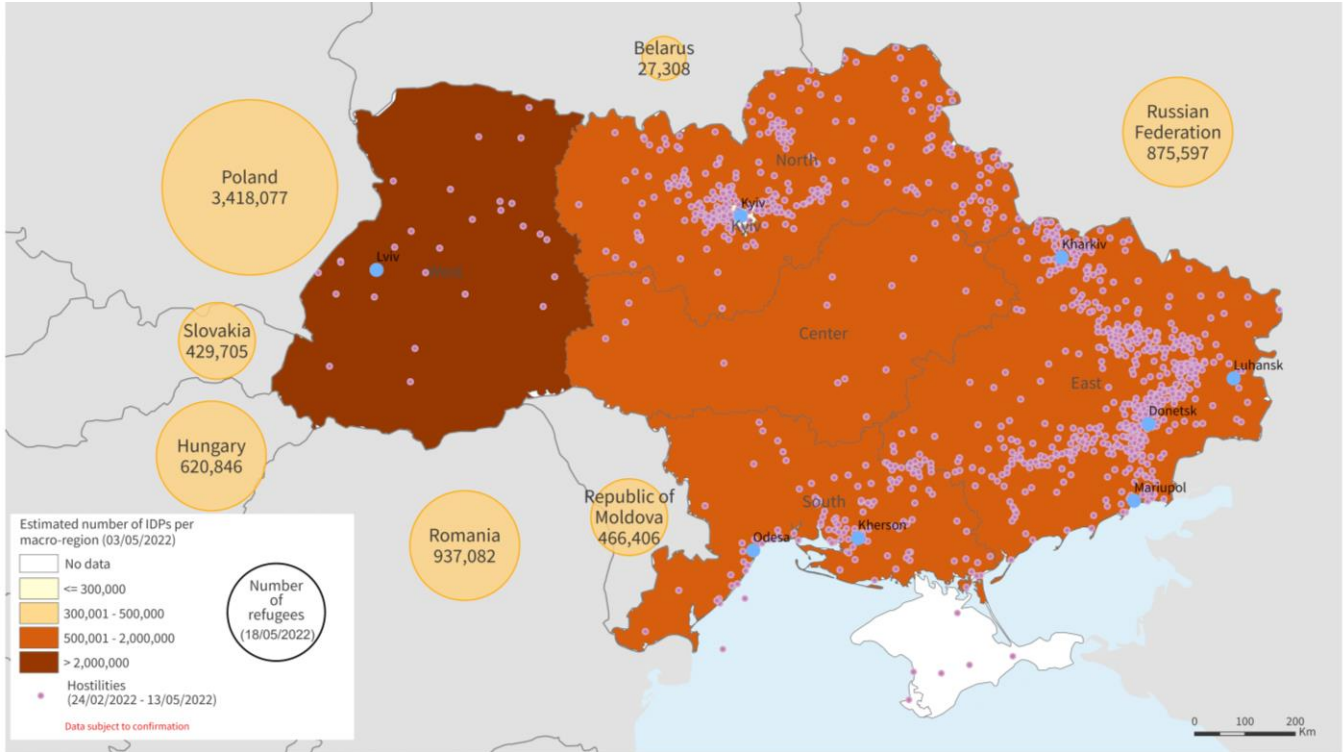 Belarus
27,308
Russian
Federation
875,597
Poland
3,418,077
North
Kyiv
Kyiv
Kharkiv
Lviv
Slovakia
429,705
Center
East
Luhansk
Donetsk
Hungary
620,846
Mariupol
South
Kherson
Odesa
Republic of
Moldova
466,406
Romania
937,082
Estimated number of IDPs per
macro-region (03/05/2022)
No data
<= 300,000
300,001 - 500,000
500,001 - 2,000,000
> 2,000,000
Hostilities
(24/02/2022 - 13/05/2022)
Data subject to confirmation
Number
of
refugees
(18/05/2022)
0 100 200
Km